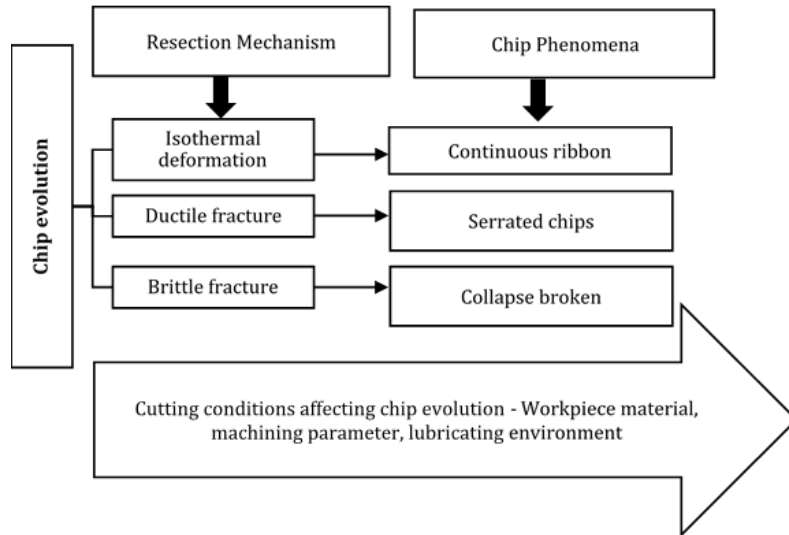 Resection Mechanism
Chip Phenomena
Chip evolution
Isothermal
deformation
Continuous ribbon
Ductile fracture
Serrated chips
Brittle fracture
Collapse broken
Cutting conditions affecting chip evolution - Workpiece material,
machining parameter, lubricating environment